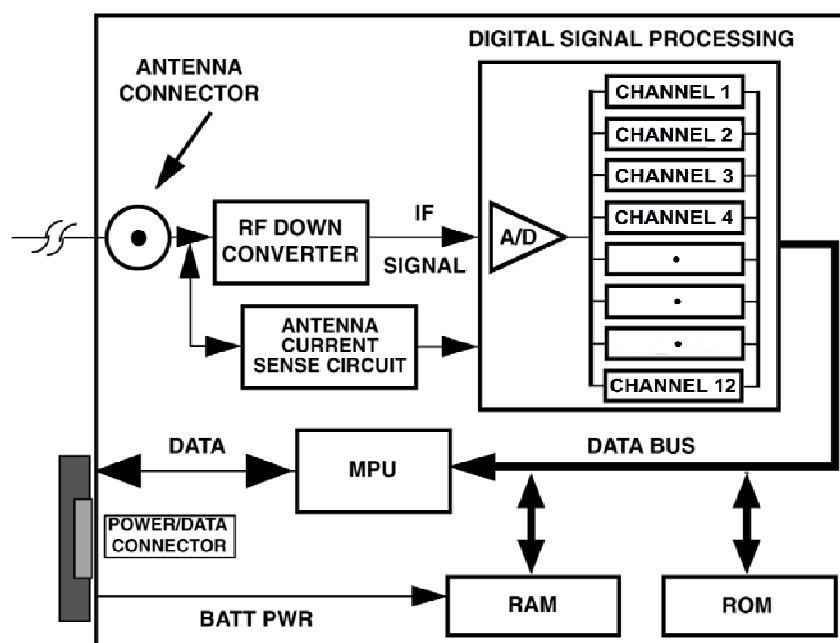 DIGITAL SIGNAL PROCESSING
ANTENNA
CONNECTOR
CHANNEL 1
CHANNEL 2
CHANNEL 3
CHANNEL 4
CHANNEL 12
A/D
RF DOWN
CONVERTER
IF
SIGNAL
ANTENNA
CURRENT
SENSE CIRCUIT
DATA
MPU
DATA BUS
POWER/DATA
CONNECTOR
BATT PWR
RAM
ROM